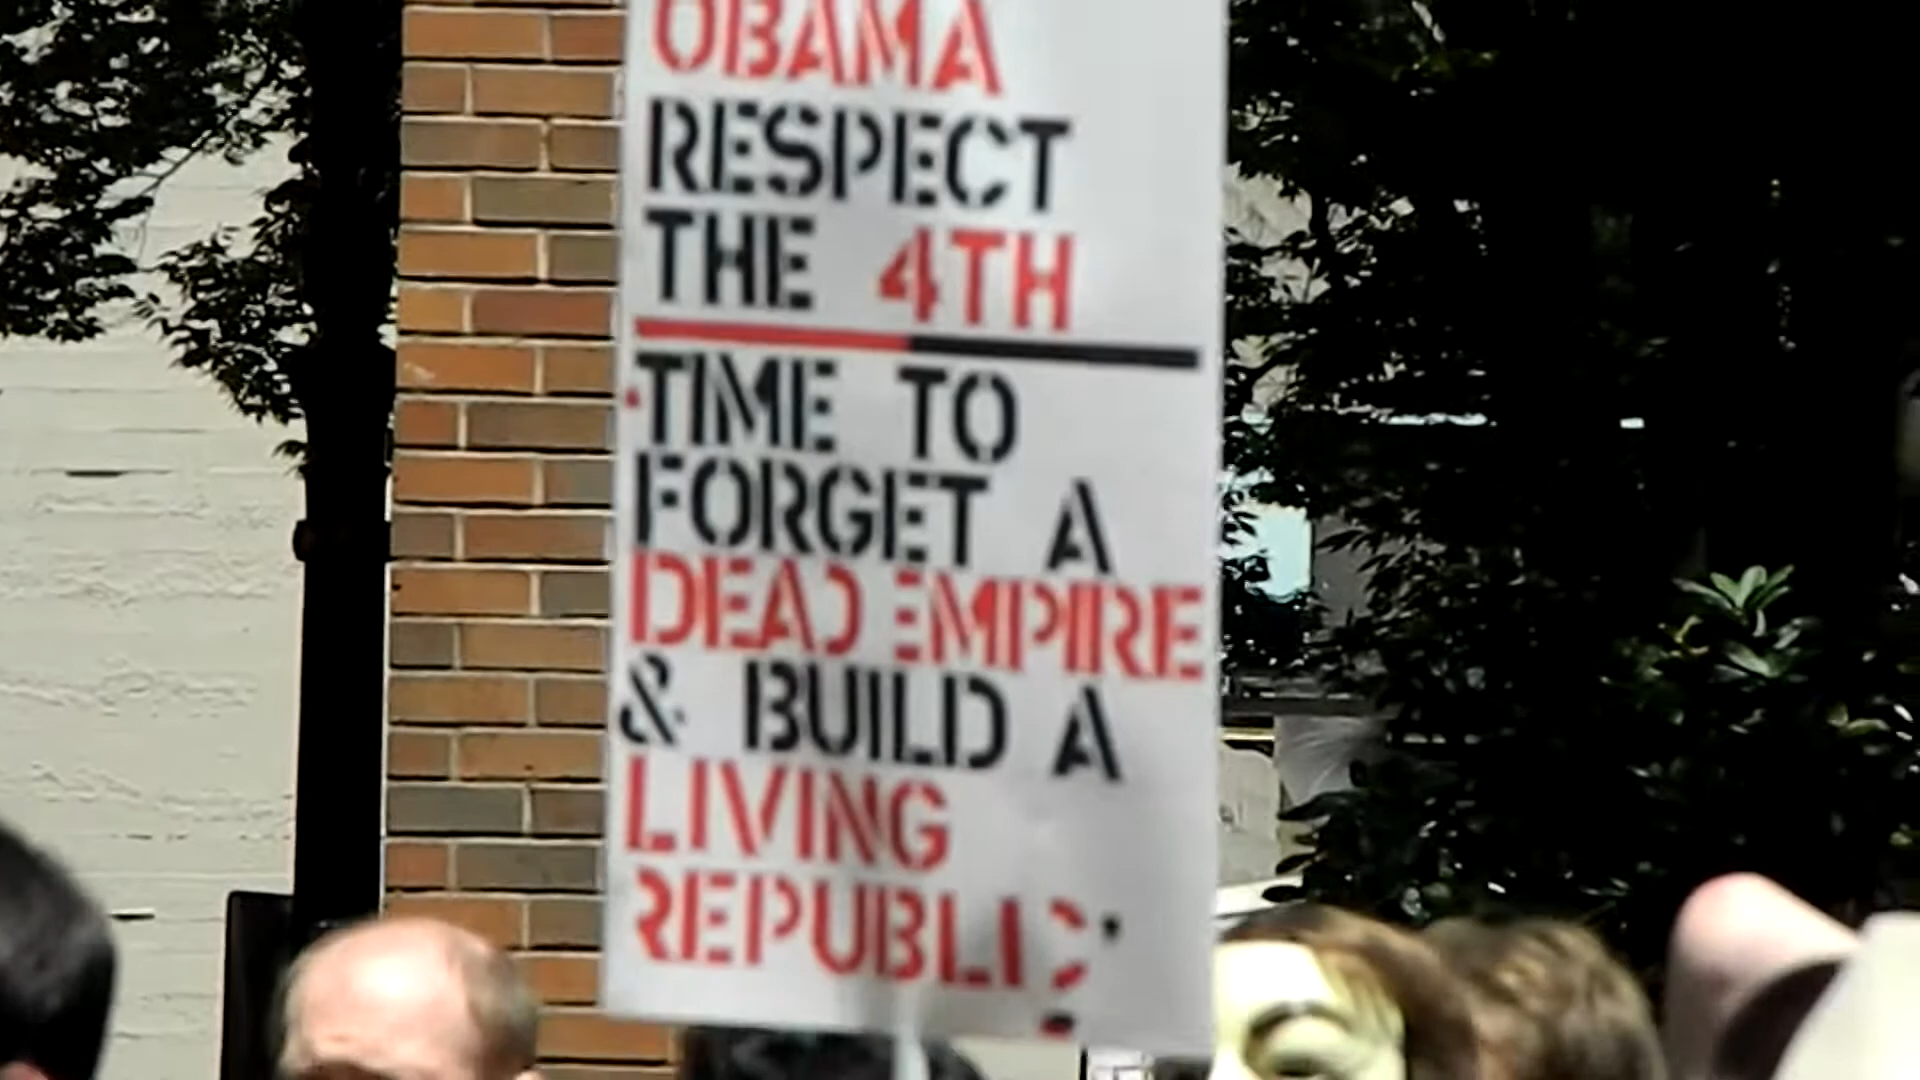 OBAMA
RESPECT
THE 4TH
TIME TO
FORGET A
DEAD EMPIRE
& BUILD A
LIVING
REPUBLIC